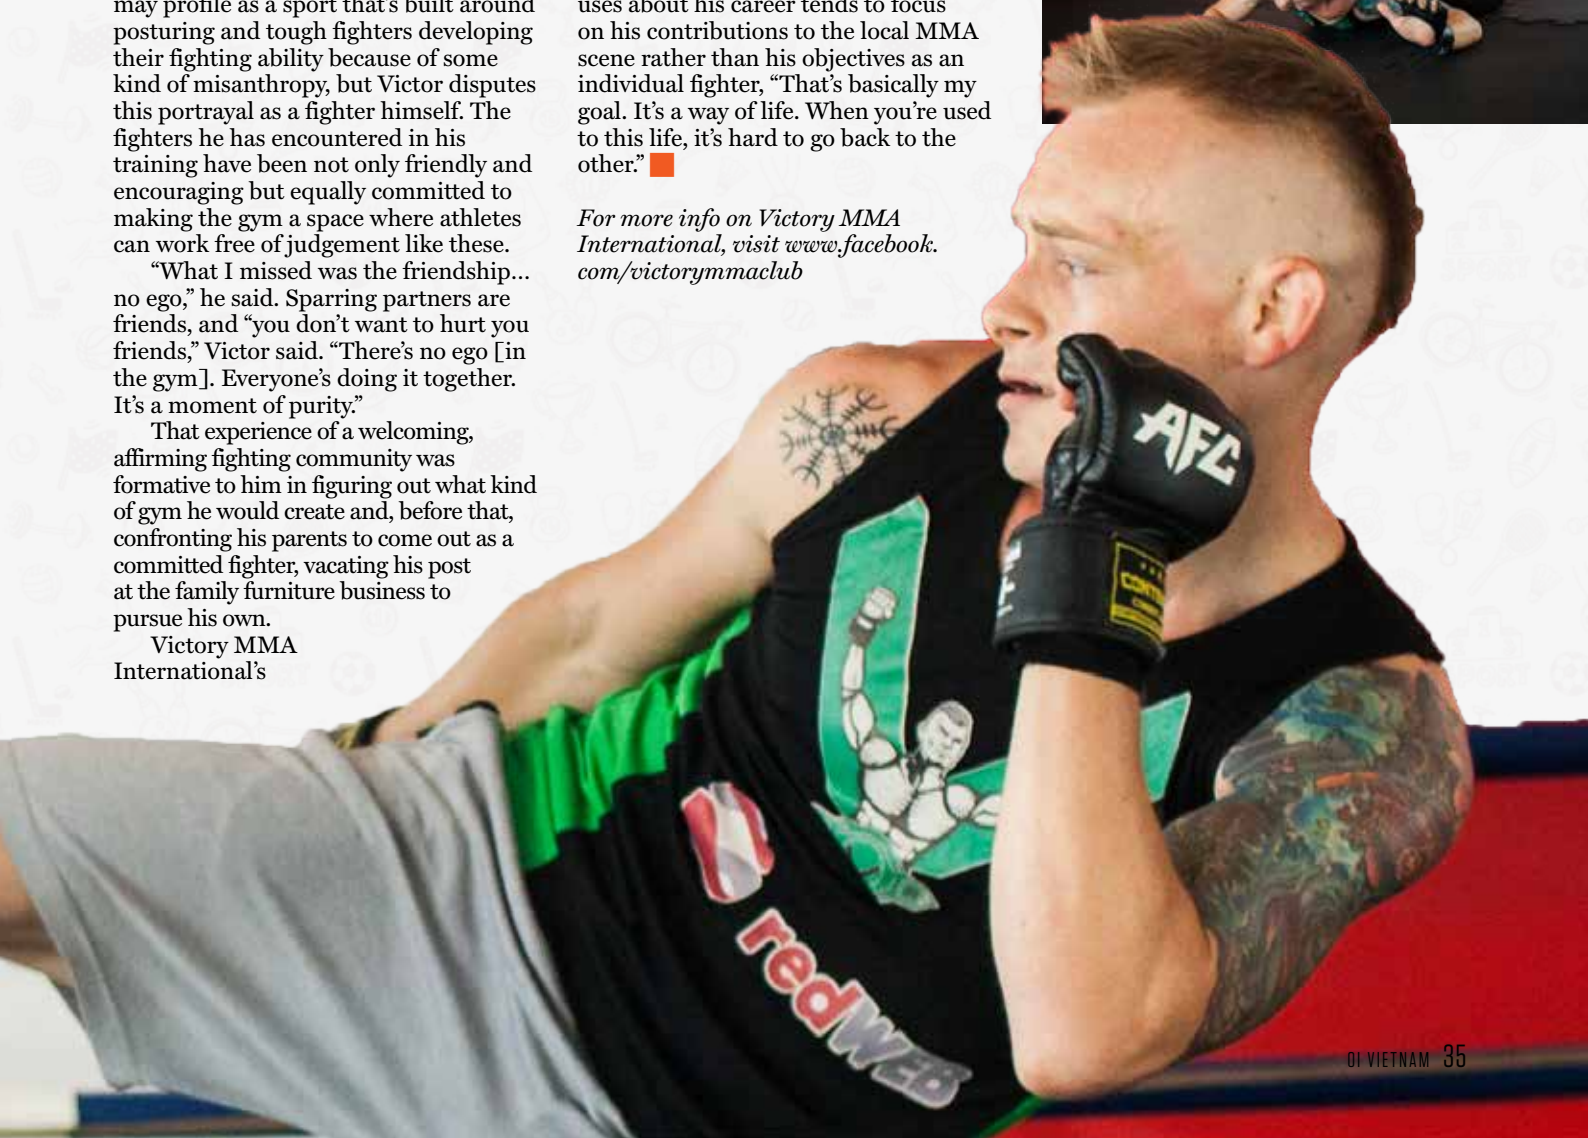 may profile as a sport that's built around
posturing and tough fighters developing
their fighting ability because of some
kind of misanthropy, but Victor disputes
this portrayal as a fighter himself. The
fighters he has encountered in his
training have been not only friendly and
encouraging but equally committed to
making the gym a space where athletes
can work free of judgement like these.
“What I missed was the friendship...
no ego,” he said. Sparring partners are
friends, and “you don’t want to hurt you
friends,” Victor said. “There’s no ego [in
the gym]. Everyone’s doing it together.
It’s a moment of purity.”
That experience of a welcoming,
affirming fighting community was
formative to him in figuring out what kind
of gym he would create and, before that,
confronting his parents to come out as a
committed fighter, vacating his post
at the family furniture business to
pursue his own.
Victory MMA
International’s
uses about his career tends to focus
on his contributions to the local MMA
scene rather than his objectives as an
individual fighter, “That’s basically my
goal. It’s a way of life. When you’re used
to this life, it’s hard to go back to the
other.”
For more info on Victory MMA
International, visit www.facebook.
com/victorymmaclub
AFC
redWEB
OI VIETNAM 35